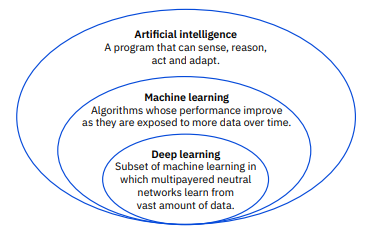 Artificial intelligence
A program that can sense, reason,
act and adapt.
Machine learning
Algorithms whose performance improve
as they are exposed to more data over time.
Deep learning
Subset of machine learning in
which multipayered neutral
networks learn from
vast amount of data.